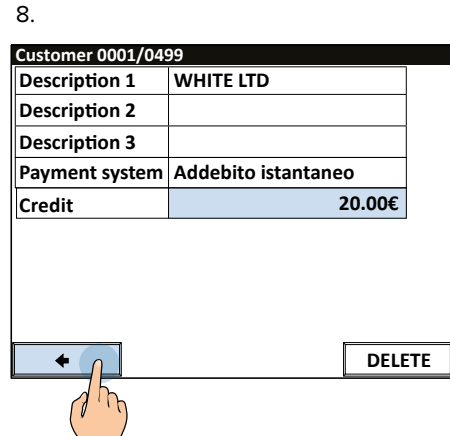 8.
Customer 0001/0499
Description 1 WHITE LTD
Description 2
Description 3
Payment system Addebito istantaneo
Credit 20.00€
DELETE